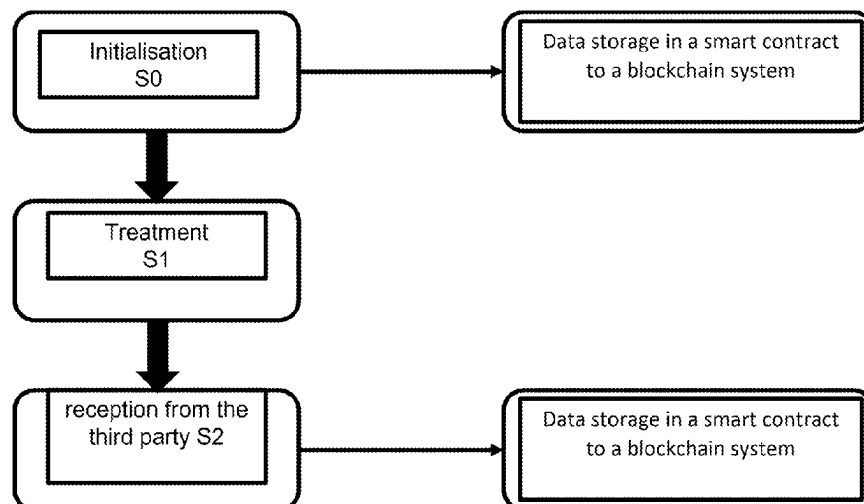 Initialisation
S0
Data storage in a smart contract
to a blockchain system
Treatment
S1
reception from the
third party S2
Data storage in a smart contract
to a blockchain system